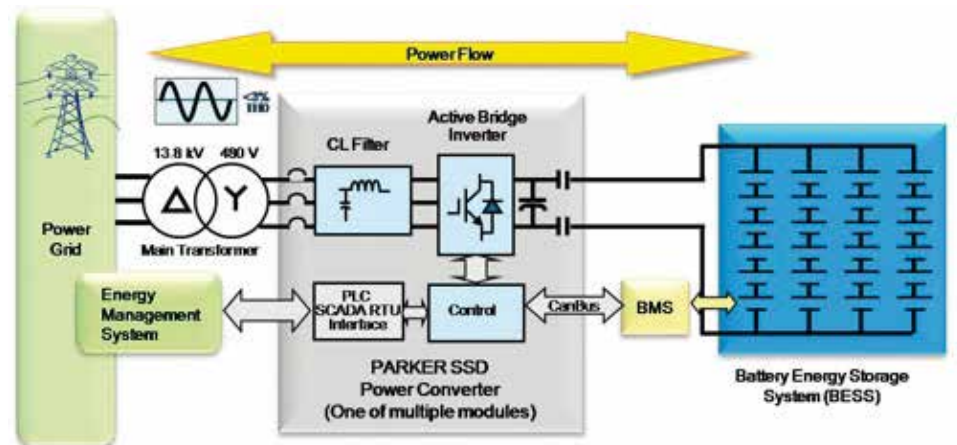 Power Flow
<3%
THD
Active Bridge
Inverter
CL Filter
13.8 kV
480 V
Main Transformer
Power
Grid
Energy
Management
System
PLC
SCADA RTU
Interface
Control
CanBus
BMS
PARKER SSD
Power Converter
(One of multiple modules)
Battery Energy Storage
System (BESS)